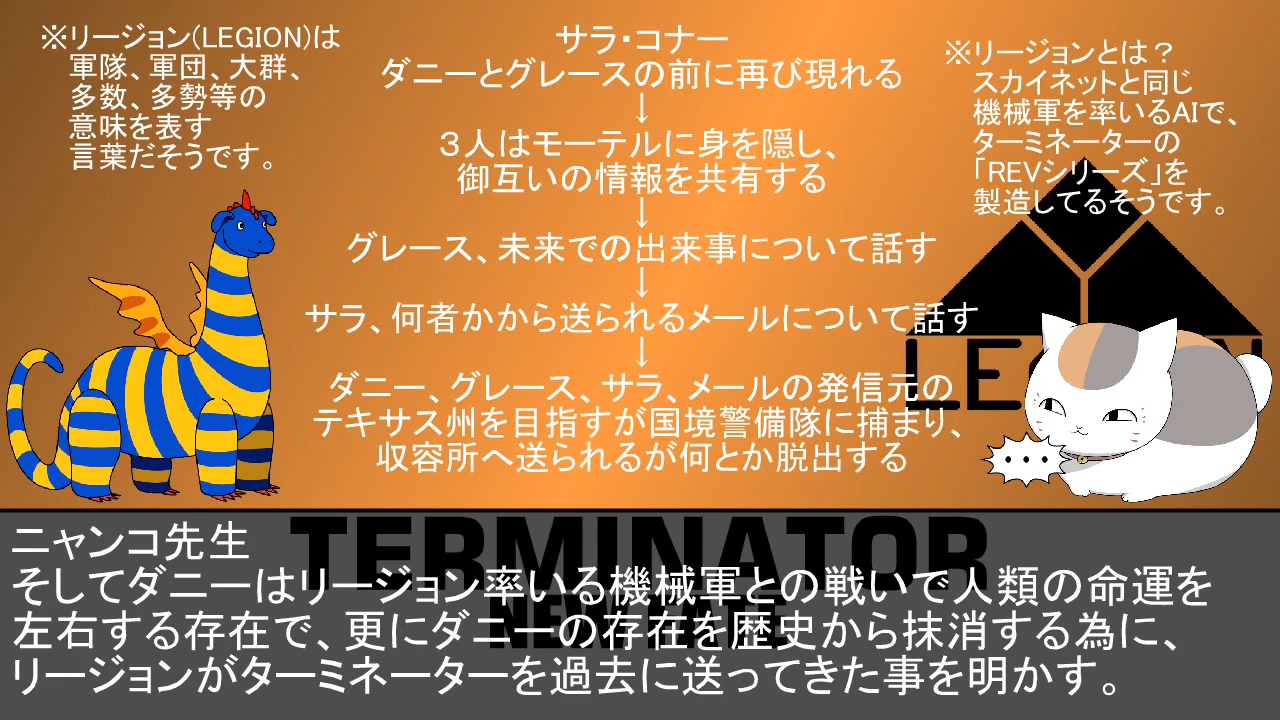 ※リージョン(LEGION)は
軍隊、軍団、大群、
多数、多勢等の
意味を表す
言葉だそうです。
サラ・コナー
ダニーとグレースの前に再び現れる
↓
３人はモーテルに身を隠し、
御互いの情報を共有する
↓
グレース、未来での出来事について話す
↓
サラ、何者かから送られるメールについて話す
↓
ダニー、グレース、サラ、メールの発信元の
テキサス州を目指すが国境警備隊に捕まり、
収容所へ送られるが何とか脱出する
※リージョンとは？
スカイネットと同じ
機械軍を率いるAIで、
ターミネーターの
「REVシリーズ」を
製造してるそうです。
LEGION
・・・
TERMINATOR
NEW FATE
ニャンコ先生
そしてダニーはリージョン率いる機械軍との戦いで人類の命運を
左右する存在で、更にダニーの存在を歴史から抹消する為に、
リージョンがターミネーターを過去に送ってきた事を明かす。